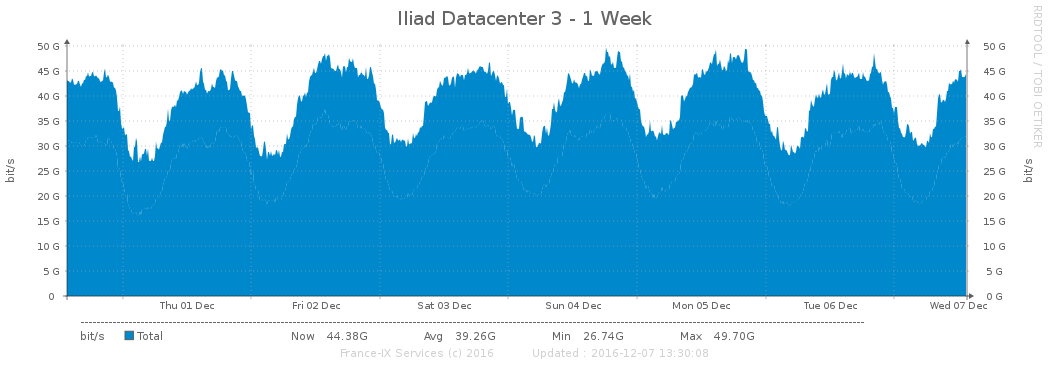 Iliad Datacenter 3 - 1 Week
RRDTOOL / TOBI OETIKER
50 G 50 G
45 G 45 G
40 G 40 G
35 G 35 G
30 G 30 G
25 G 25 G
20 G 20 G
15 G 15 G
10 G 10 G
5 G 5 G
0 0 G
bit/s bit/s
Thu 01 Dec Fri 02 Dec Sat 03 Dec Sun 04 Dec Mon 05 Dec Tue 06 Dec Wed 07 Dec
bit/s Total Now 44.38G Avg 39.26G Min 26.74G Max 49.70G
France-IX Services (c) 2016 Updated : 2016-12-07 13:30:08